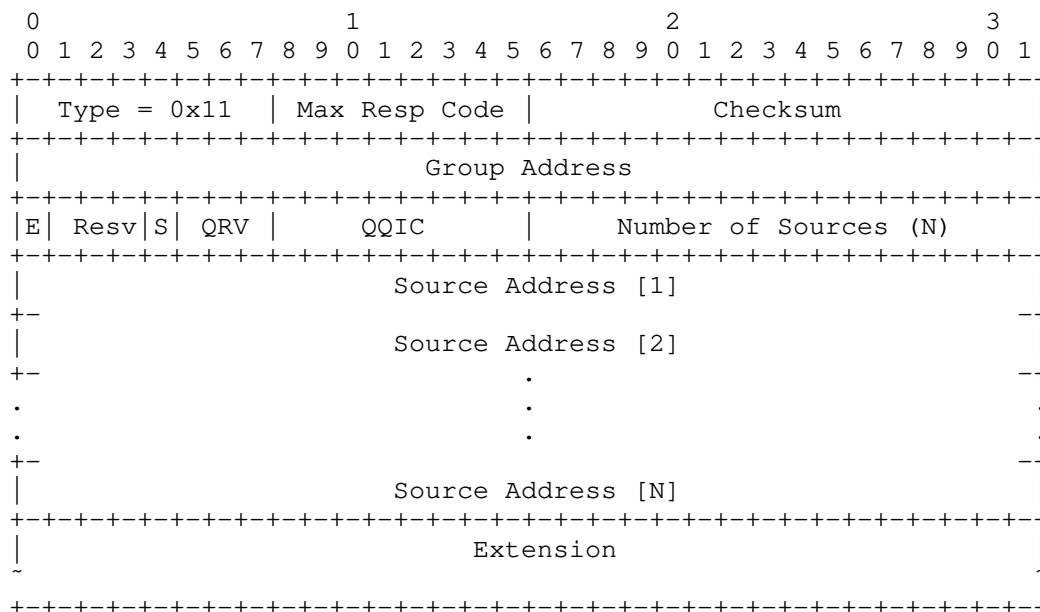 0                   1                   2                   3
 0 1 2 3 4 5 6 7 8 9 0 1 2 3 4 5 6 7 8 9 0 1 2 3 4 5 6 7 8 9 0 1
+-+-+-+-+-+-+-+-+-+-+-+-+-+-+-+-+-+-+-+-+-+-+-+-+-+-+-+-+-+-+-+--
|  Type = 0x11  | Max Resp Code |           Checksum
+-+-+-+-+-+-+-+-+-+-+-+-+-+-+-+-+-+-+-+-+-+-+-+-+-+-+-+-+-+-+-+--
|                         Group Address
+-+-+-+-+-+-+-+-+-+-+-+-+-+-+-+-+-+-+-+-+-+-+-+-+-+-+-+-+-+-+-+--
|E| Resv|S| QRV |     QQIC      |     Number of Sources (N)
+-+-+-+-+-+-+-+-+-+-+-+-+-+-+-+-+-+-+-+-+-+-+-+-+-+-+-+-+-+-+-+--
|                       Source Address [1]
+-                                                             --
|                       Source Address [2]
+-                              .                              --
.                               .                               .
.                               .                               .
+-                                                             --
|                       Source Address [N]
+-+-+-+-+-+-+-+-+-+-+-+-+-+-+-+-+-+-+-+-+-+-+-+-+-+-+-+-+-+-+-+--
|                            Extension
~                                                               ~
+-+-+-+-+-+-+-+-+-+-+-+-+-+-+-+-+-+-+-+-+-+-+-+-+-+-+-+-+-+-+-+--